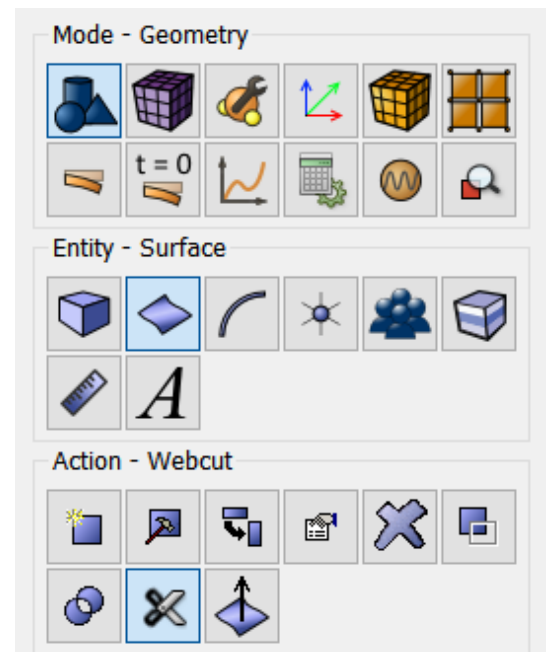 Mode - Geometry
t = 0
Entity - Surface
A
Action - Webcut